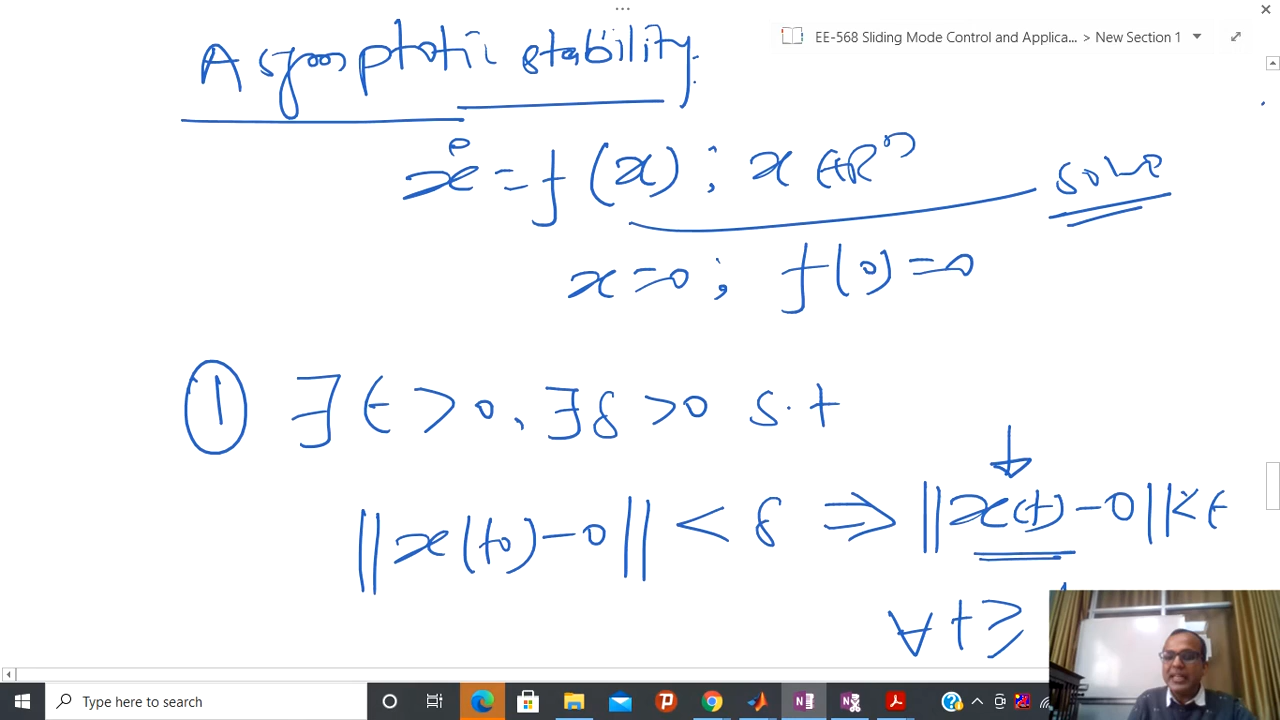 EE-568 Sliding Mode Control and Applica... > New Section 1
Asymptotic stability.
ẋ = f(x) ; x ∈ Rⁿ
solve
x = 0 ; f(0) = 0
① ∃ ϵ > 0, ∃ δ > 0 s.t
||x(t0) - 0|| < δ ⇒ ||x(t) - 0|| < ϵ
∀ t ≥
Type here to search